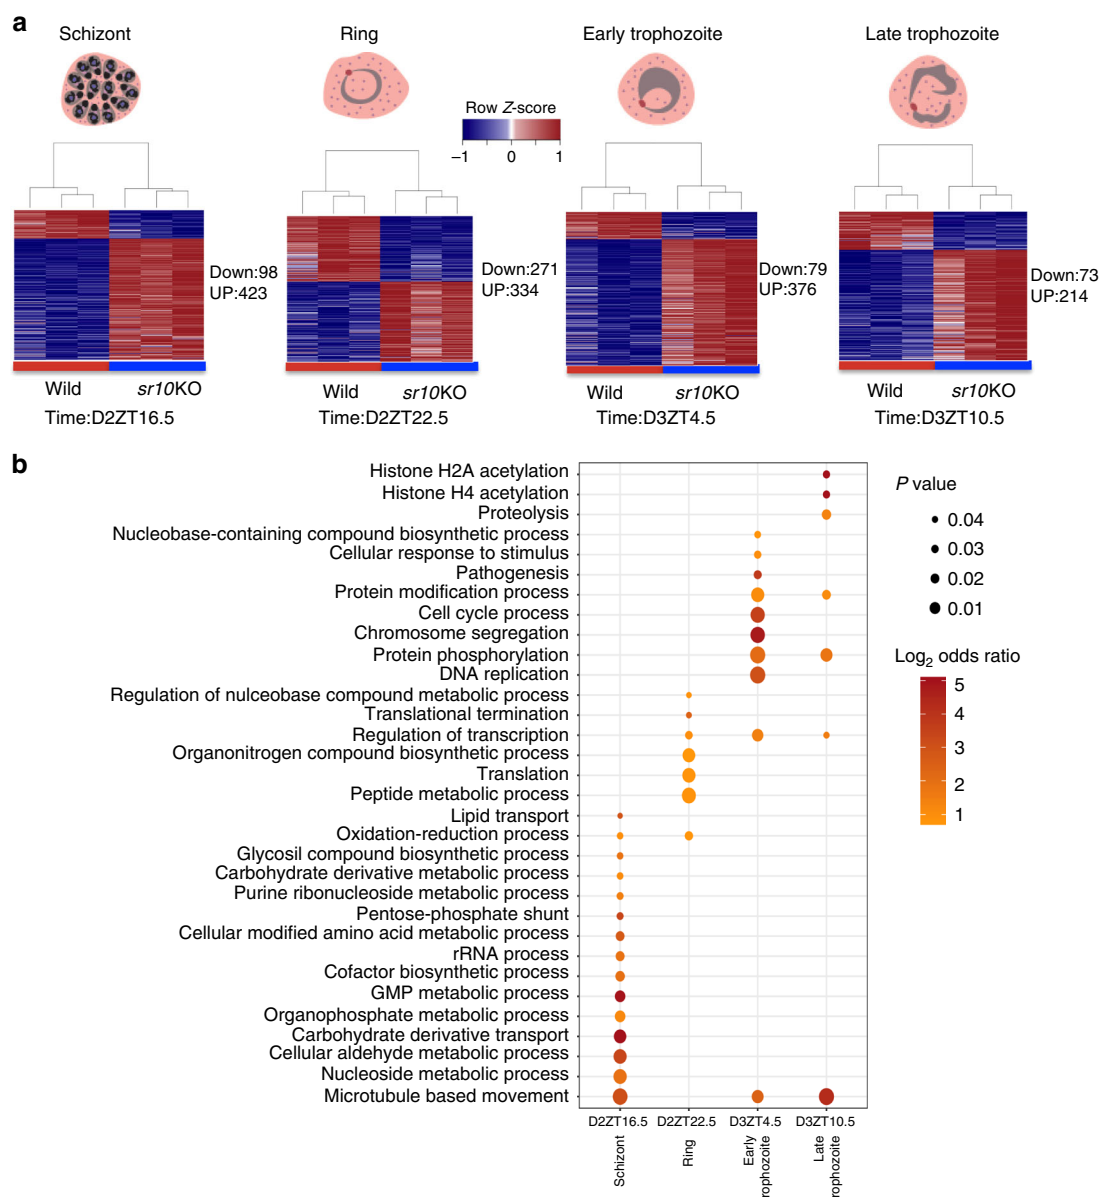 a
Schizont
Ring
Early trophozoite
Late trophozoite
Row Z-score
−1 0 1
Down:98
UP:423
Down:271
UP:334
Down:79
UP:376
Down:73
UP:214
Wild sr10KO
Time:D2ZT16.5
Wild sr10KO
Time:D2ZT22.5
Wild sr10KO
Time:D3ZT4.5
Wild sr10KO
Time:D3ZT10.5
b
Histone H2A acetylation
Histone H4 acetylation
Proteolysis
Nucleobase-containing compound biosynthetic process
Cellular response to stimulus
Pathogenesis
Protein modification process
Cell cycle process
Chromosome segregation
Protein phosphorylation
DNA replication
Regulation of nulceobase compound metabolic process
Translational termination
Regulation of transcription
Organonitrogen compound biosynthetic process
Translation
Peptide metabolic process
Lipid transport
Oxidation-reduction process
Glycosil compound biosynthetic process
Carbohydrate derivative metabolic process
Purine ribonucleoside metabolic process
Pentose-phosphate shunt
Cellular modified amino acid metabolic process
rRNA process
Cofactor biosynthetic process
GMP metabolic process
Organophosphate metabolic process
Carbohydrate derivative transport
Cellular aldehyde metabolic process
Nucleoside metabolic process
Microtubule based movement
D2ZT16.5 D2ZT22.5 D3ZT4.5 D3ZT10.5
Schizont
Ring
Early
rophozoite
Late
rophozoite
P value
0.04
0.03
0.02
0.01
Log2 odds ratio
5
4
3
2
1